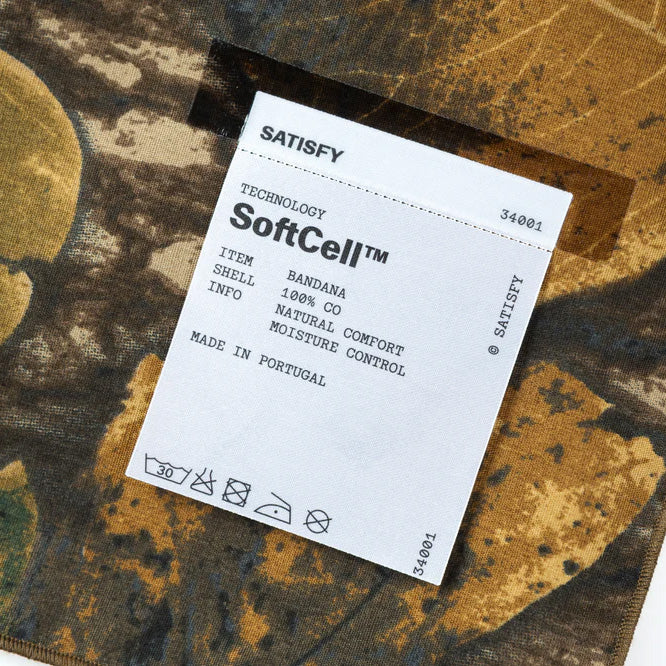 SATISFY
34001
TECHNOLOGY
SoftCell™
ITEM BANDANA
SHELL 100% CO
INFO NATURAL COMFORT
MOISTURE CONTROL
MADE IN PORTUGAL
© SATISFY
30
34001